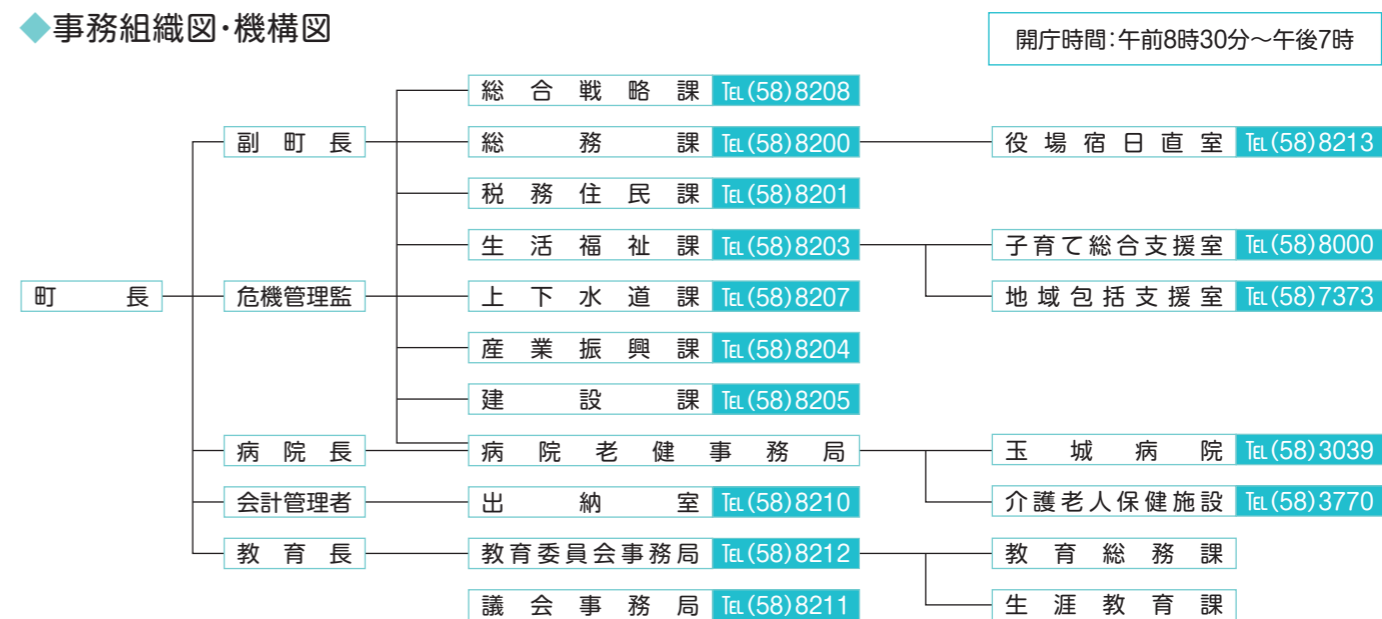 ◆事務組織図・機構図
開庁時間：午前8時30分〜午後7時
総合戦略課 ℡(58)8208
副町長 総務課 ℡(58)8200 役場宿日直室 ℡(58)8213
税務住民課 ℡(58)8201
生活福祉課 ℡(58)8203 子育て総合支援室 ℡(58)8000
町長 危機管理監 上下水道課 ℡(58)8207 地域包括支援室 ℡(58)7373
産業振興課 ℡(58)8204
建設課 ℡(58)8205
病院長 病院老健事務局 玉城病院 ℡(58)3039
会計管理者 出納室 ℡(58)8210 介護老人保健施設 ℡(58)3770
教育長 教育委員会事務局 ℡(58)8212 教育総務課
議会事務局 ℡(58)8211 生涯教育課